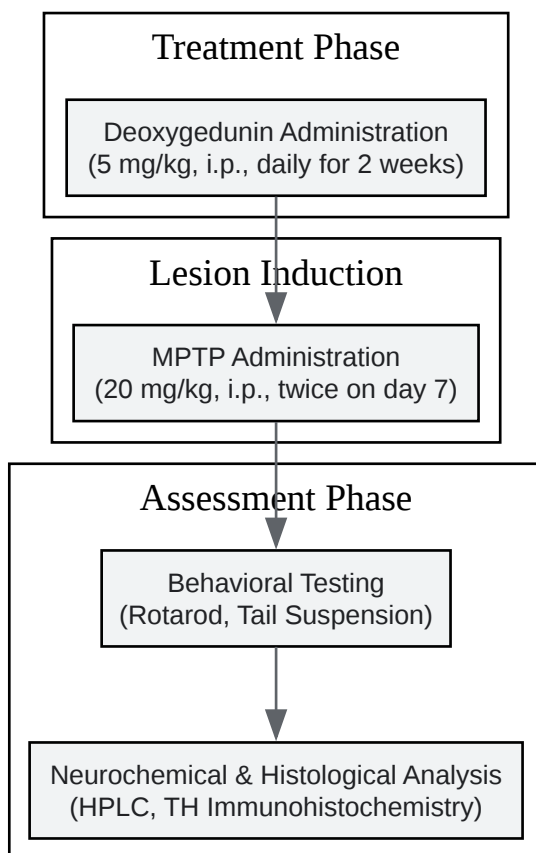 Treatment Phase
Deoxygedunin Administration
(5 mg/kg, i.p., daily for 2 weeks)
Lesion Induction
MPTP Administration
(20 mg/kg, i.p., twice on day 7)
Assessment Phase
Behavioral Testing
(Rotarod, Tail Suspension)
Neurochemical & Histological Analysis
(HPLC, TH Immunohistochemistry)